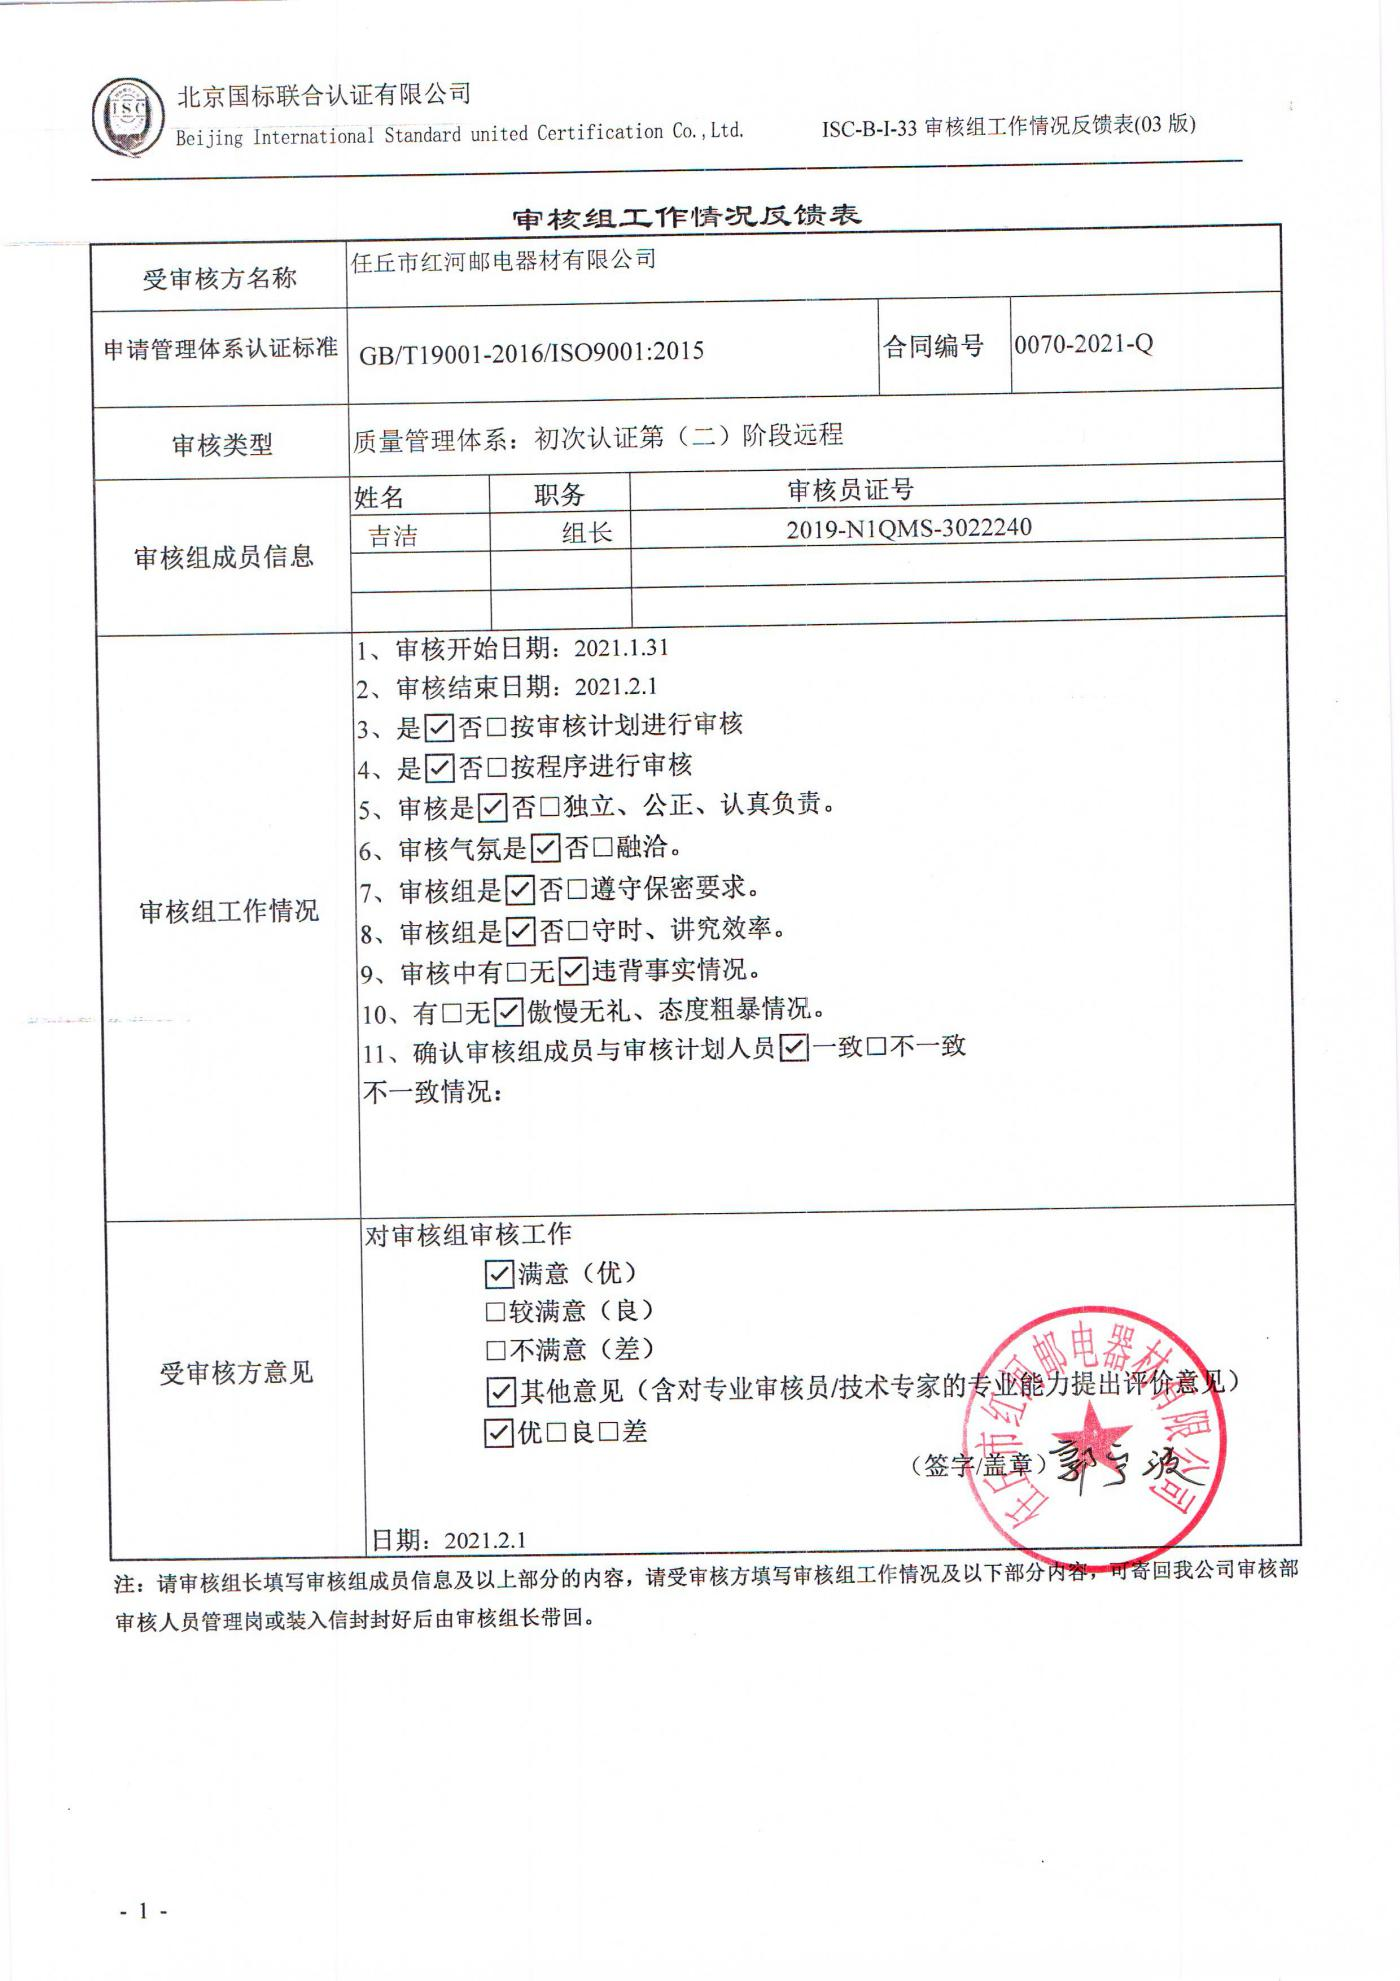 ISC
北京国标联合认证有限公司
Beijing International Standard united Certification Co.,Ltd.
ISC-B-I-33 审核组工作情况反馈表(03 版)
审核组工作情况反馈表
受审核方名称 任丘市红河邮电器材有限公司
申请管理体系认证标准 GB/T19001-2016/ISO9001:2015 合同编号 0070-2021-Q
审核类型 质量管理体系：初次认证第（二）阶段远程
审核组成员信息
姓名 职务 审核员证号
吉洁 组长 2019-N1QMS-3022240
审核组工作情况
1、审核开始日期：2021.1.31
2、审核结束日期：2021.2.1
3、是☑否□按审核计划进行审核
4、是☑否□按程序进行审核
5、审核是☑否□独立、公正、认真负责。
6、审核气氛是☑否□融洽。
7、审核组是☑否□遵守保密要求。
8、审核组是☑否□守时、讲究效率。
9、审核中有□无☑违背事实情况。
10、有□无☑傲慢无礼、态度粗暴情况。
11、确认审核组成员与审核计划人员☑一致□不一致
不一致情况：
受审核方意见
对审核组审核工作
☑满意（优）
□较满意（良）
□不满意（差）
☑其他意见（含对专业审核员/技术专家的专业能力提出评价意见）
☑优□良□差
（签字/盖章）
任丘市红河邮电器材有限公司
日期：2021.2.1
注：请审核组长填写审核组成员信息及以上部分的内容，请受审核方填写审核组工作情况及以下部分内容，可寄回我公司审核部
审核人员管理岗或装入信封封好后由审核组长带回。
- 1 -